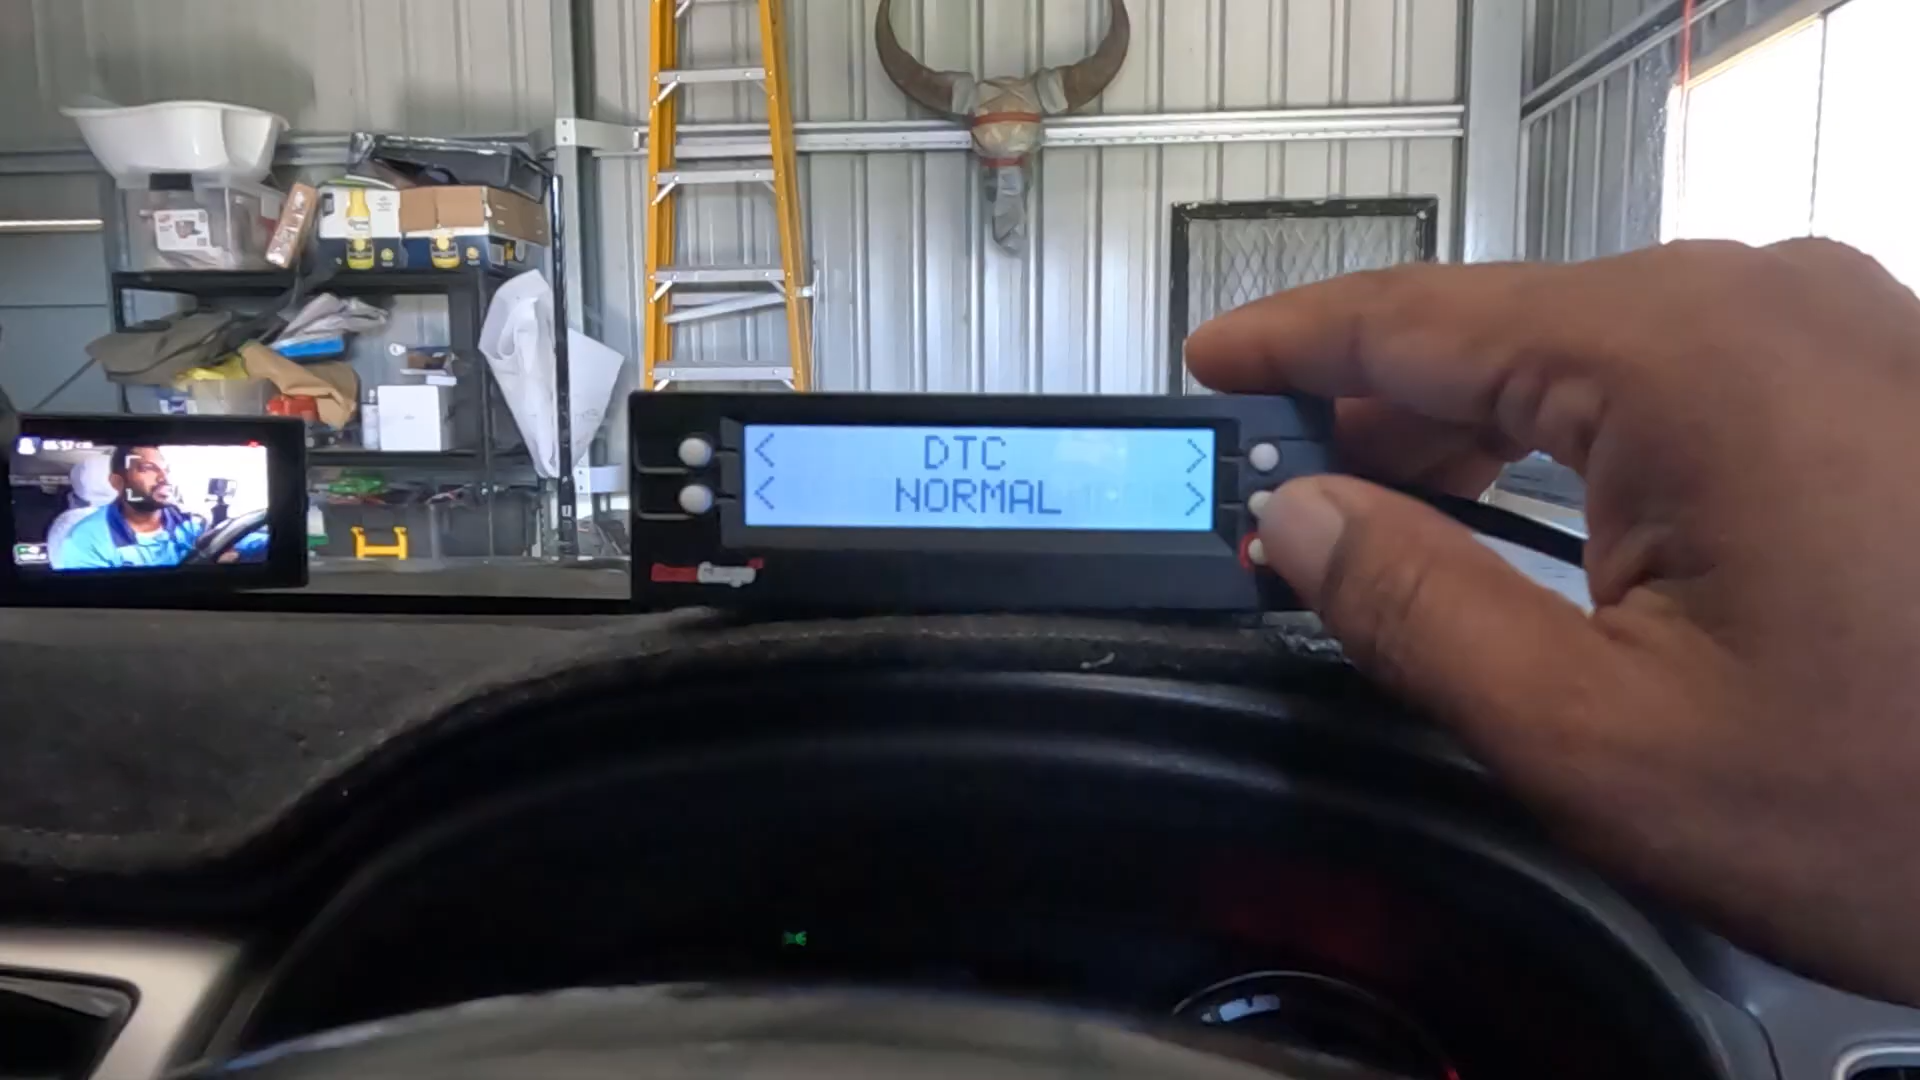 < DTC >
< NORMAL >